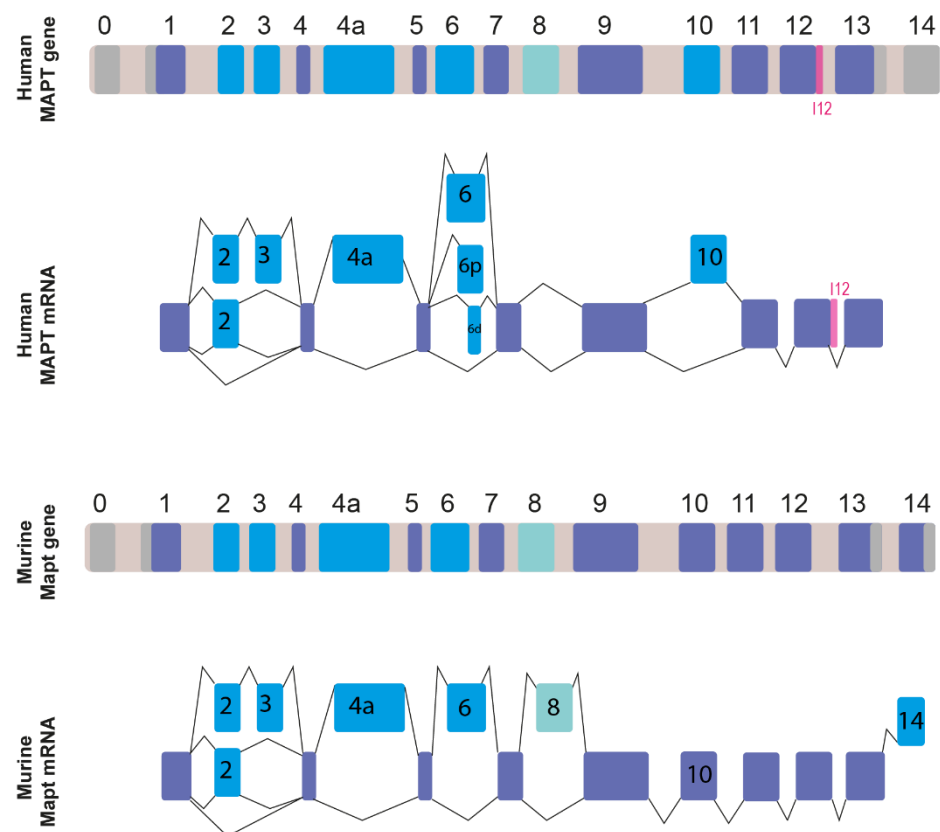 Human
MAPT gene
0 1 2 3 4 4a 5 6 7 8 9 10 11 12 13 14
I12
Human
MAPT mRNA
6
2 3 4a 6p 10
2 6d I12
Murine
Mapt gene
0 1 2 3 4 4a 5 6 7 8 9 10 11 12 13 14
Murine
Mapt mRNA
2 3 4a 6 8 14
2 10